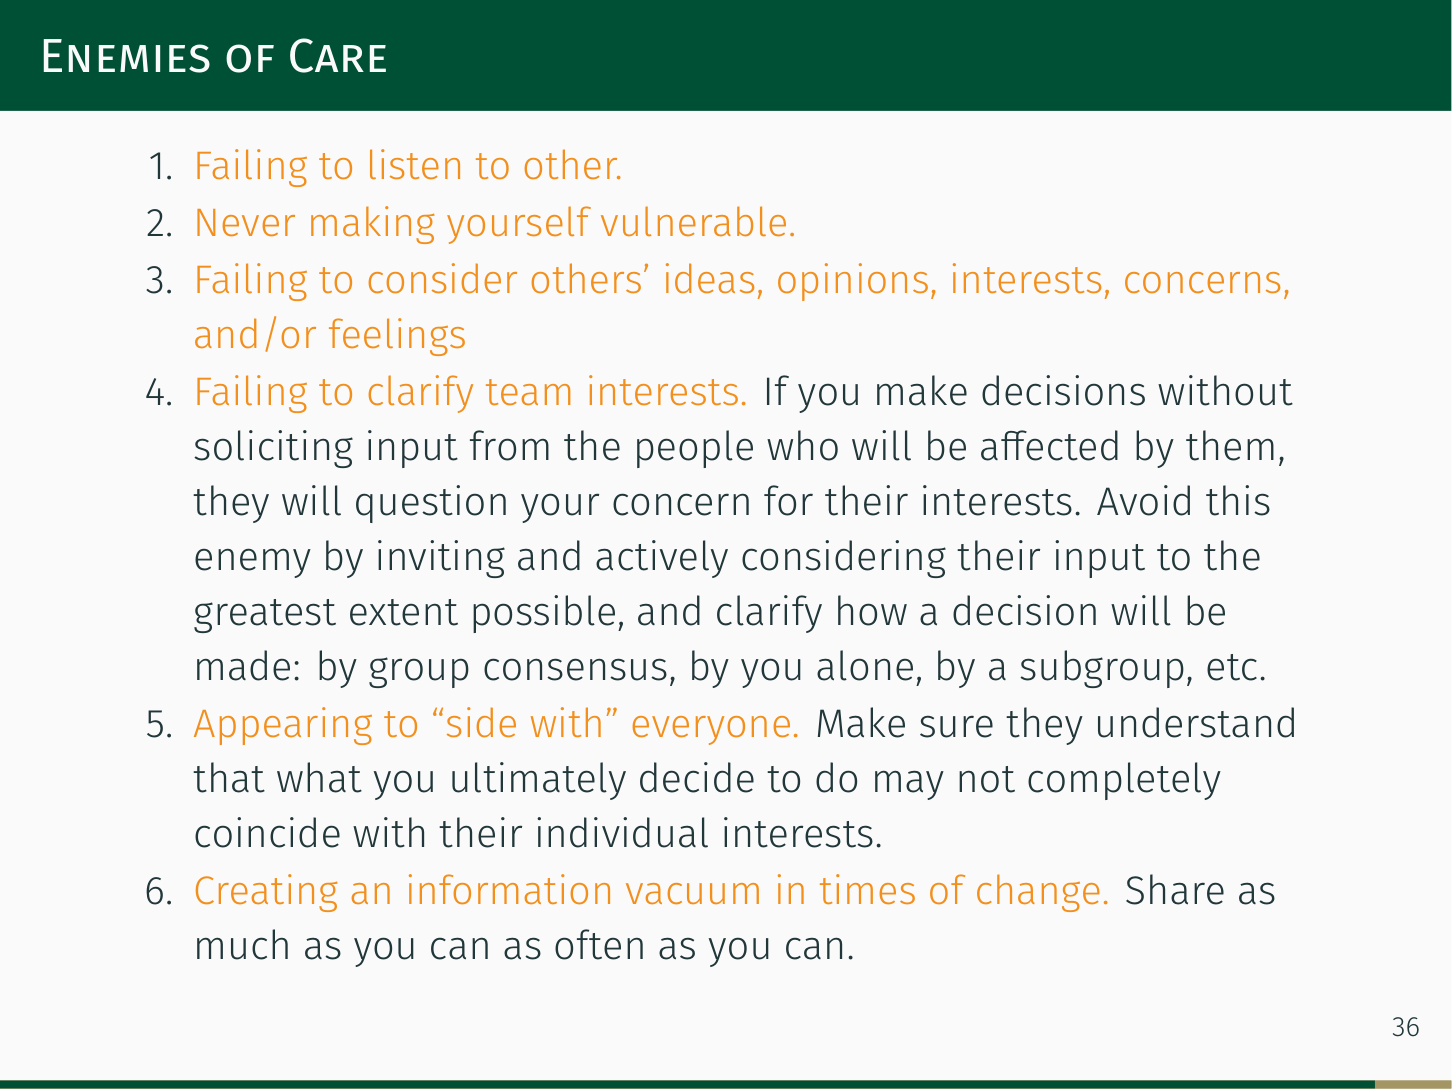 Enemies of Care
1. Failing to listen to other.
2. Never making yourself vulnerable.
3. Failing to consider others’ ideas, opinions, interests, concerns,
and/or feelings
4. Failing to clarify team interests. If you make decisions without
soliciting input from the people who will be affected by them,
they will question your concern for their interests. Avoid this
enemy by inviting and actively considering their input to the
greatest extent possible, and clarify how a decision will be
made: by group consensus, by you alone, by a subgroup, etc.
5. Appearing to “side with” everyone. Make sure they understand
that what you ultimately decide to do may not completely
coincide with their individual interests.
6. Creating an information vacuum in times of change. Share as
much as you can as often as you can.
36